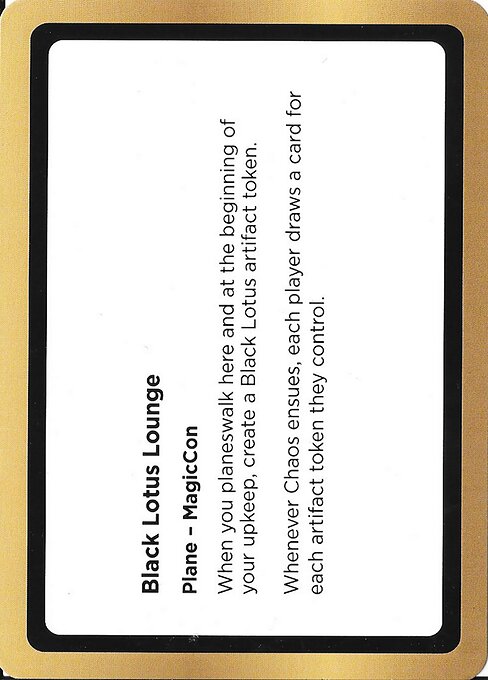 Black Lotus Lounge
Plane – MagicCon
When you planeswalk here and at the beginning of
your upkeep, create a Black Lotus artifact token.
Whenever Chaos ensues, each player draws a card for
each artifact token they control.